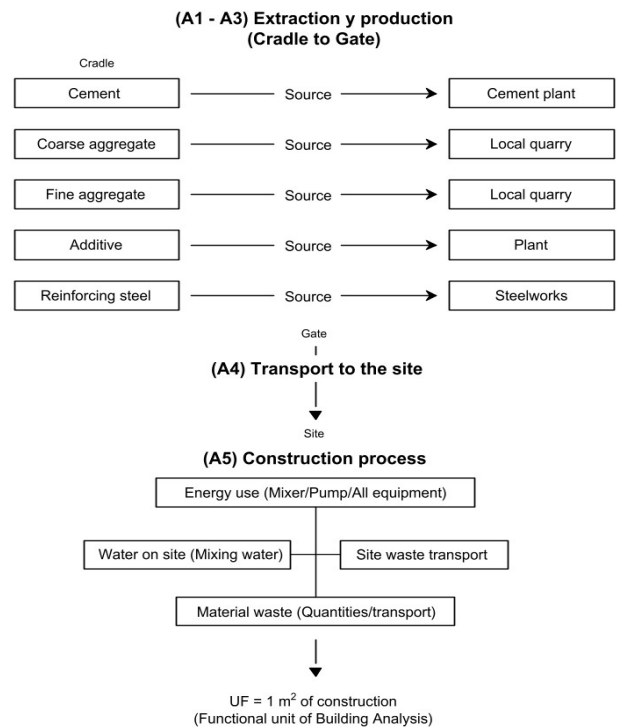 (A1 - A3) Extraction y production
(Cradle to Gate)
Cradle
Cement Source Cement plant
Coarse aggregate Source Local quarry
Fine aggregate Source Local quarry
Additive Source Plant
Reinforcing steel Source Steelworks
Gate
(A4) Transport to the site
Site
(A5) Construction process
Energy use (Mixer/Pump/All equipment)
Water on site (Mixing water) Site waste transport
Material waste (Quantities/transport)
UF = 1 m² of construction
(Functional unit of Building Analysis)